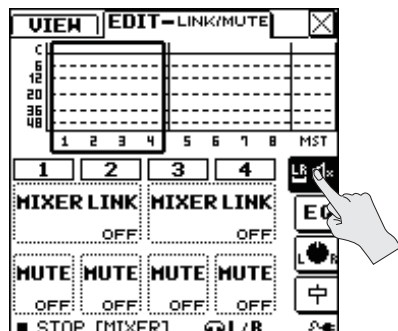 VIEW EDIT-LINK/MUTE
C
6
12
20
36
48
1 2 3 4 5 6 7 8 MST
1 2 3 4 LR
MIXER LINK MIXER LINK EQ
OFF OFF
L R
MUTE MUTE MUTE MUTE
OFF OFF OFF OFF
STOP [MIXER] L/R